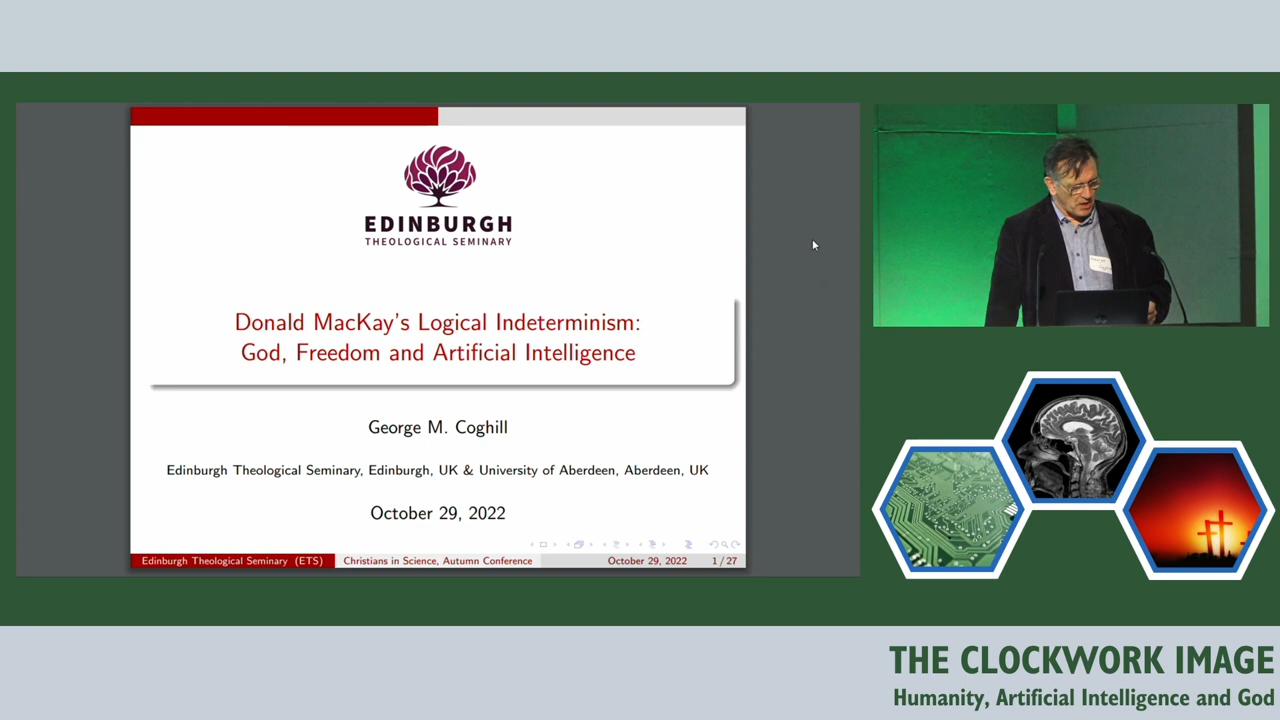 EDINBURGH
THEOLOGICAL SEMINARY
Donald MacKay's Logical Indeterminism:
God, Freedom and Artificial Intelligence
George M. Coghill
Edinburgh Theological Seminary, Edinburgh, UK & University of Aberdeen, Aberdeen, UK
October 29, 2022
Edinburgh Theological Seminary (ETS) Christians in Science, Autumn Conference October 29, 2022 1 / 27
THE CLOCKWORK IMAGE
Humanity, Artificial Intelligence and God